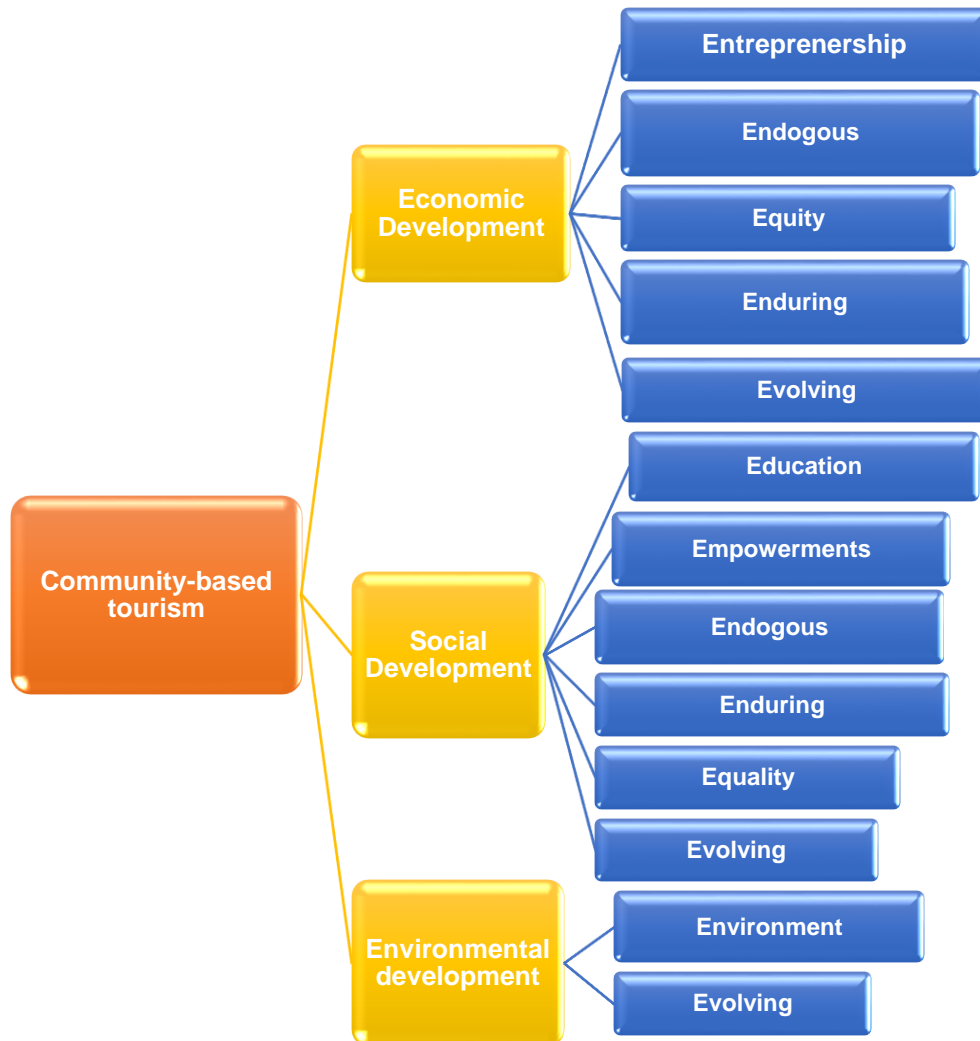 Community-based
tourism
Economic
Development
Entreprenership
Endogous
Equity
Enduring
Evolving
Social
Development
Education
Empowerments
Endogous
Enduring
Equality
Evolving
Environmental
development
Environment
Evolving